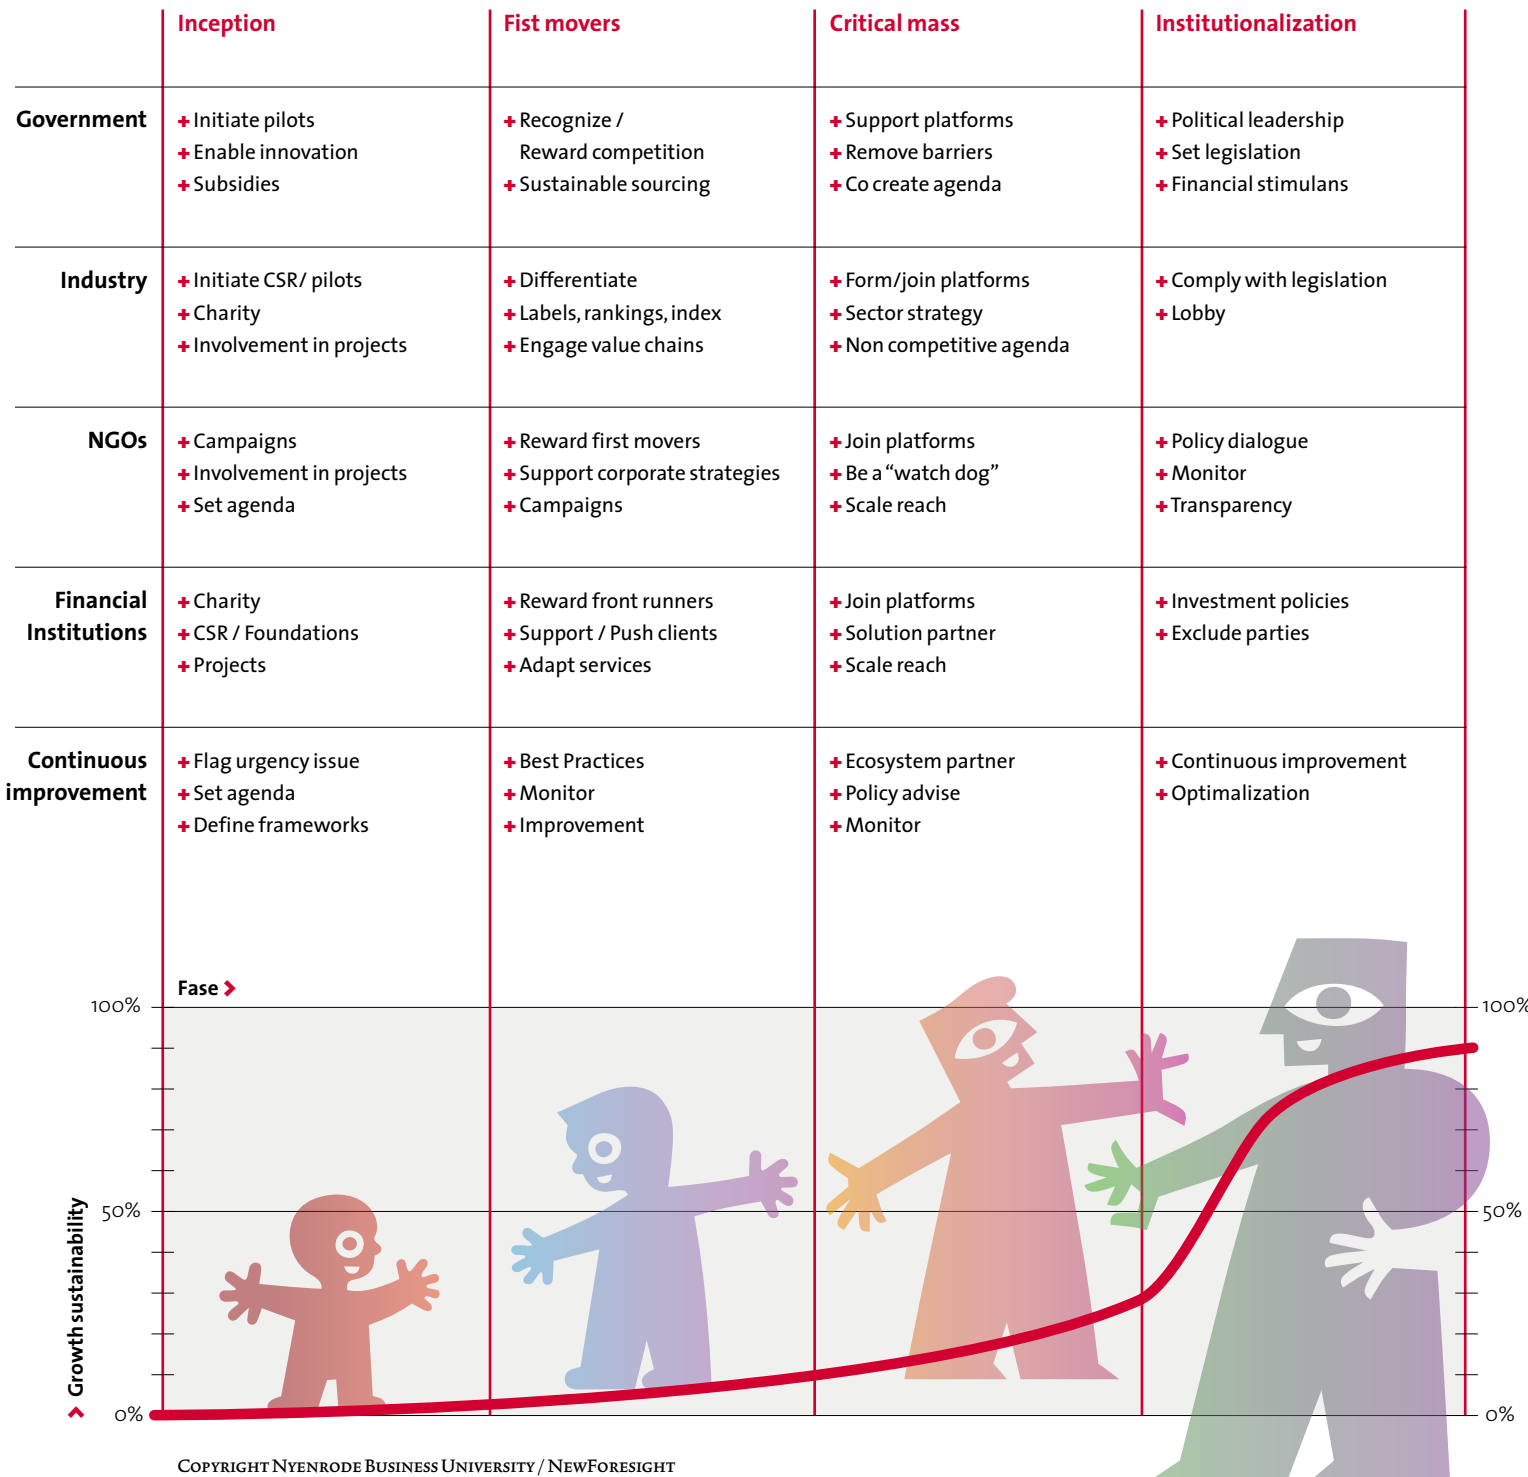 Inception
Fist movers
Critical mass
Institutionalization
Government
+ Initiate pilots
+ Enable innovation
+ Subsidies
+ Recognize /
Reward competition
+ Sustainable sourcing
+ Support platforms
+ Remove barriers
+ Co create agenda
+ Political leadership
+ Set legislation
+ Financial stimulans
Industry
+ Initiate CSR/ pilots
+ Charity
+ Involvement in projects
+ Differentiate
+ Labels, rankings, index
+ Engage value chains
+ Form/join platforms
+ Sector strategy
+ Non competitive agenda
+ Comply with legislation
+ Lobby
NGOs
+ Campaigns
+ Involvement in projects
+ Set agenda
+ Reward first movers
+ Support corporate strategies
+ Campaigns
+ Join platforms
+ Be a “watch dog”
+ Scale reach
+ Policy dialogue
+ Monitor
+ Transparency
Financial
Institutions
+ Charity
+ CSR / Foundations
+ Projects
+ Reward front runners
+ Support / Push clients
+ Adapt services
+ Join platforms
+ Solution partner
+ Scale reach
+ Investment policies
+ Exclude parties
Continuous
improvement
+ Flag urgency issue
+ Set agenda
+ Define frameworks
+ Best Practices
+ Monitor
+ Improvement
+ Ecosystem partner
+ Policy advise
+ Monitor
+ Continuous improvement
+ Optimalization
Fase >
100%
50%
0%
> Growth sustainability
100%
50%
0%
Copyright Nyenrode Business University / NewForesight